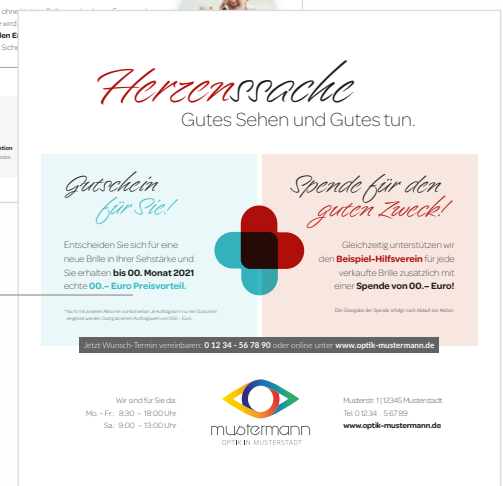 ohne
wird
den En
Sich
Herzenssache
Gutes Sehen und Gutes tun.
Gutschein
für Sie!
Entscheiden Sie sich für eine
neue Brille in Ihrer Sehstärke und
Sie erhalten bis 00. Monat 2021
echte 00.– Euro Preisvorteil.
Spende für den
guten Zweck!
Gleichzeitig unterstützen wir
den Beispiel-Hilfsverein für jede
verkaufte Brille zusätzlich mit
einer Spende von 00.– Euro!
Die Übergabe der Spende erfolgt nach Ablauf der Aktion.
Jetzt Wunsch-Termin vereinbaren: 0 12 34 - 56 78 90 oder online unter www.optik-mustermann.de
Wir sind für Sie da:
Mo. – Fr.: 8:30 – 18:00 Uhr
Sa.: 9:00 – 13:00 Uhr
mustermann
OPTIK IN MUSTERSTADT
Musterstr. 1 | 12345 Musterstadt
Tel. 0 12 34 . 5 67 89
www.optik-mustermann.de